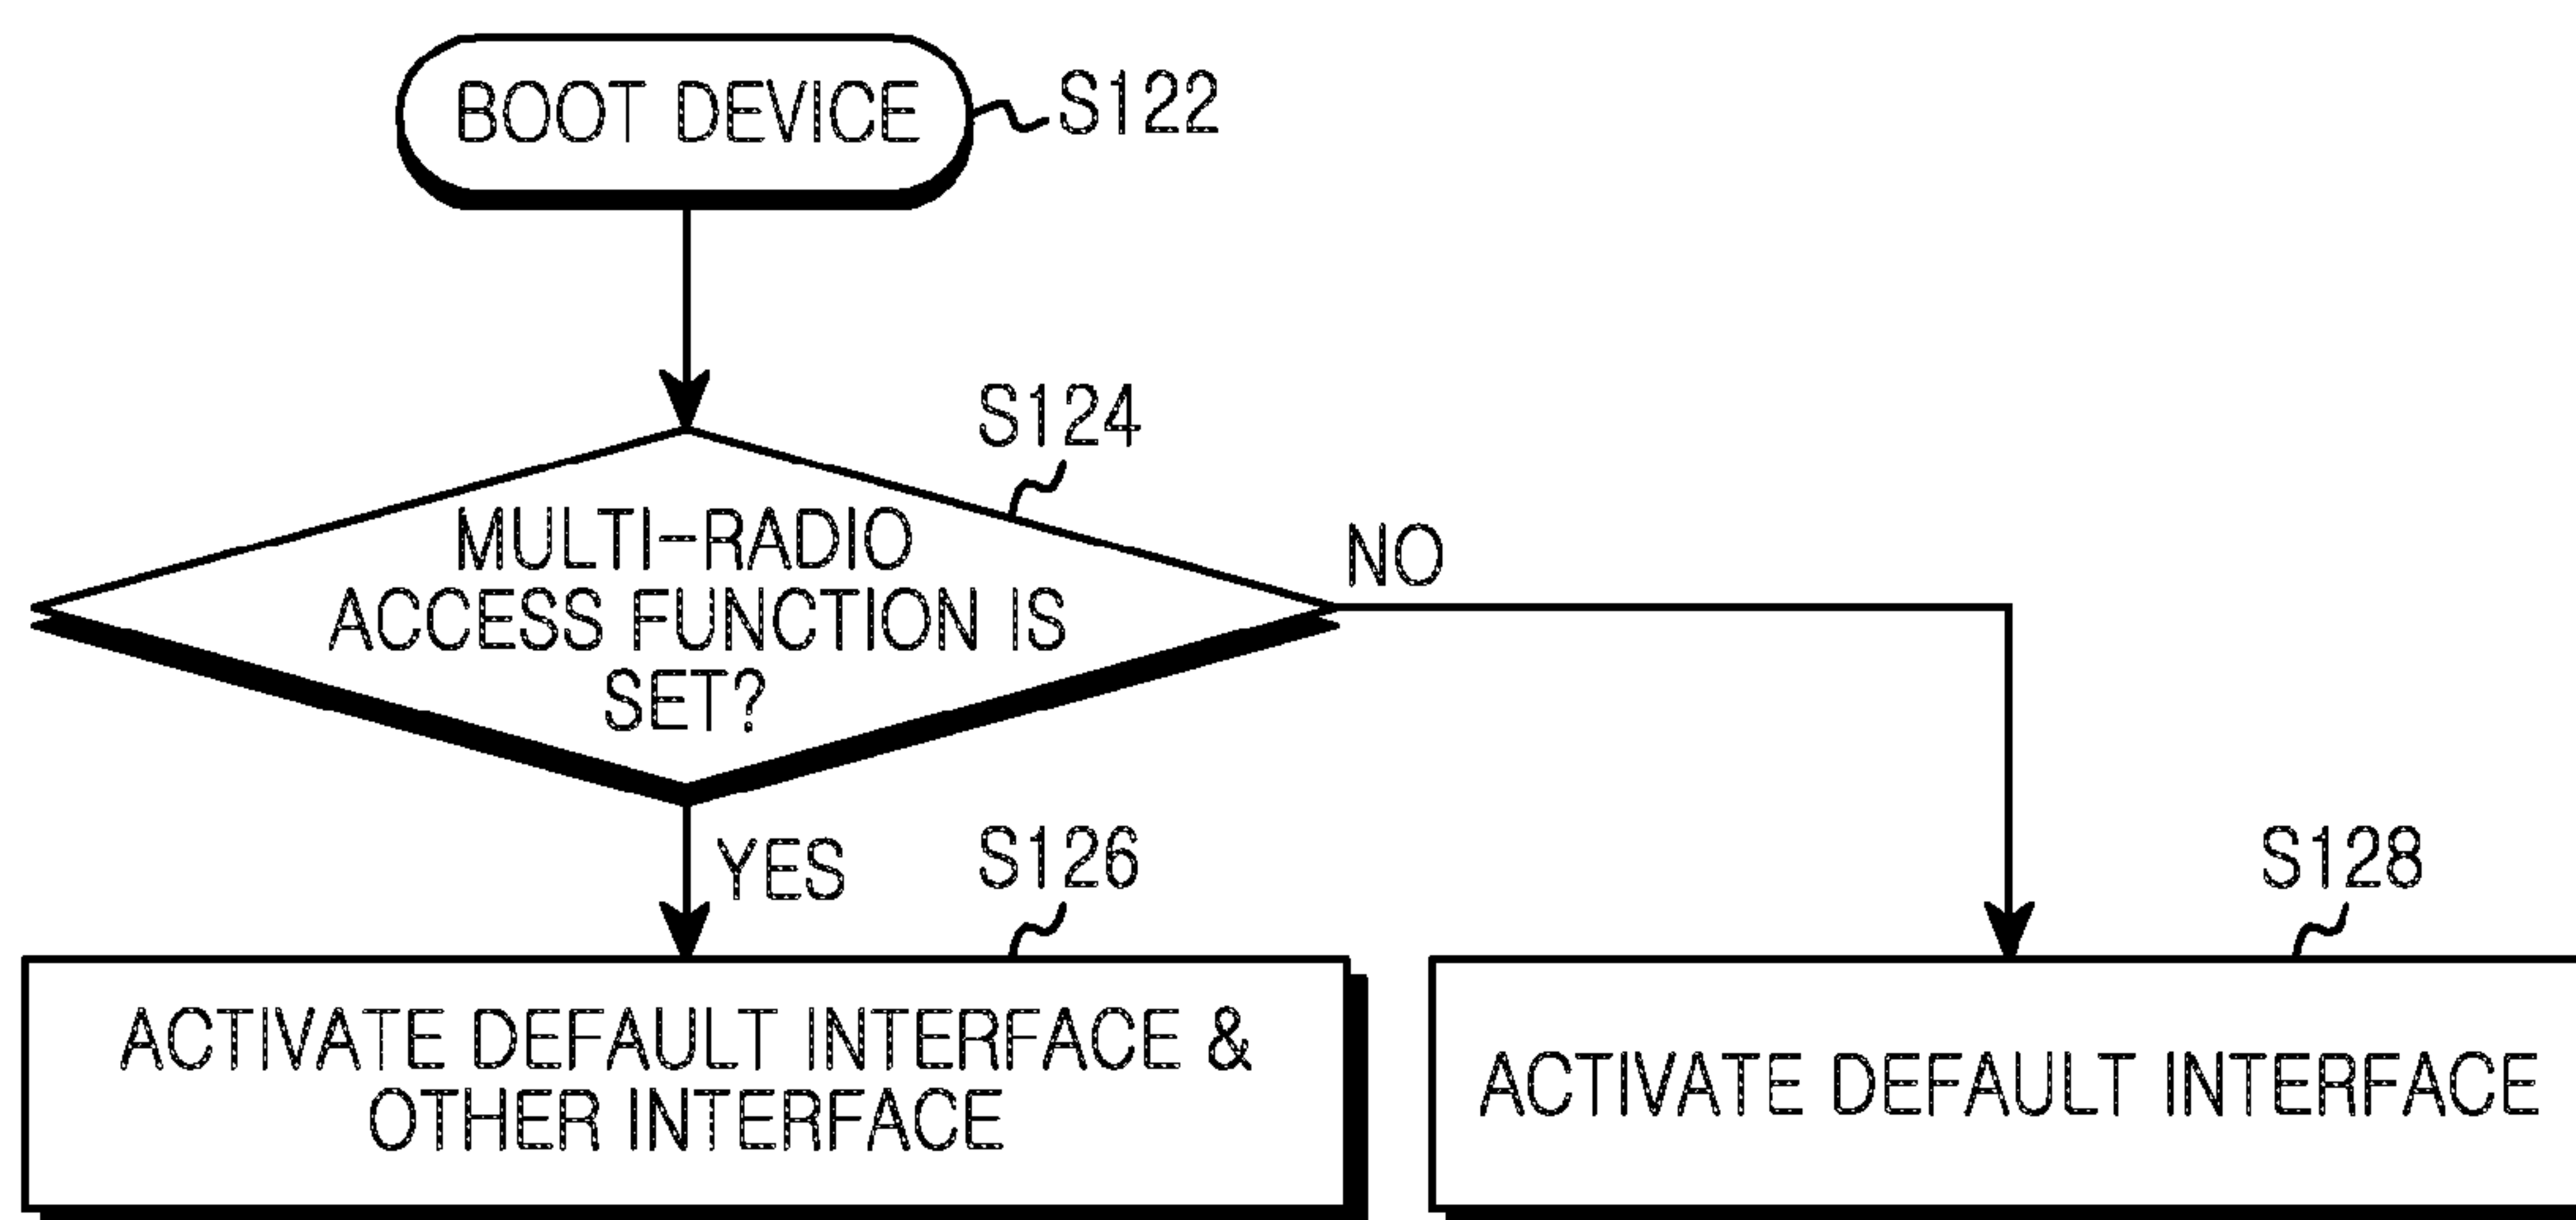 BOOT DEVICE
S122
S124
MULTI-RADIO
ACCESS FUNCTION IS
SET?
NO
YES
S126
S128
ACTIVATE DEFAULT INTERFACE &
OTHER INTERFACE
ACTIVATE DEFAULT INTERFACE